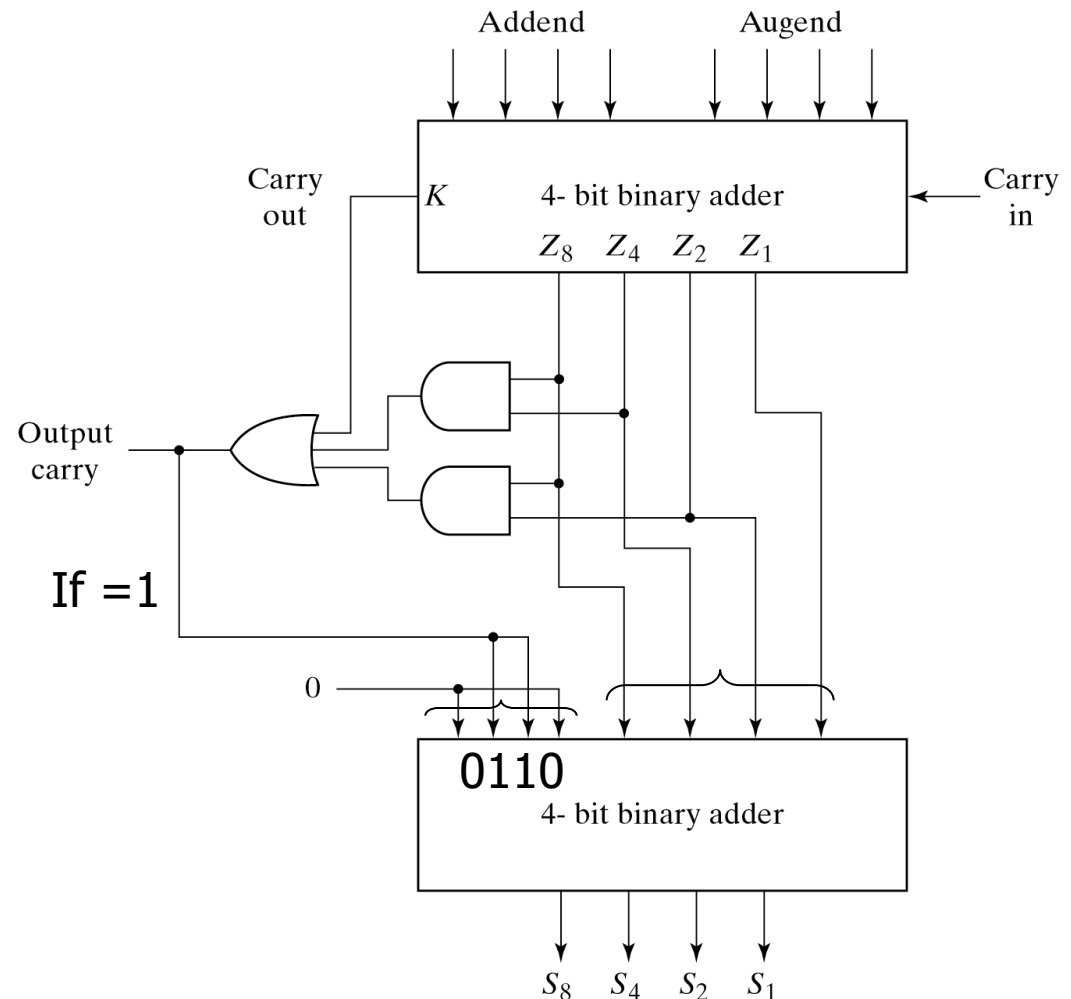 Addend Augend
Carry
out
K
4- bit binary adder
Carry
in
Z8 Z4 Z2 Z1
Output
carry
If =1
0
0110
4- bit binary adder
S8 S4 S2 S1